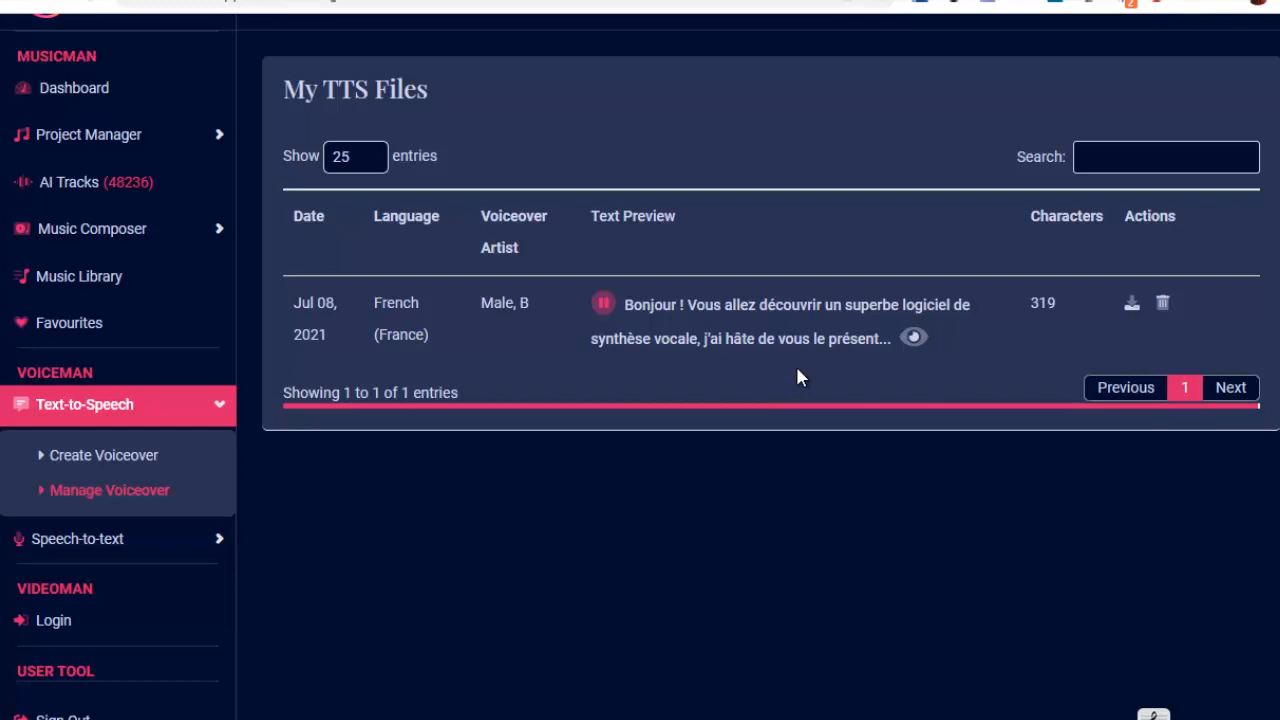 2
MUSICMAN
Dashboard
Project Manager
AI Tracks (48236)
Music Composer
Music Library
Favourites
VOICEMAN
Text-to-Speech
Create Voiceover
Manage Voiceover
Speech-to-text
VIDEOMAN
Login
USER TOOL
Sign Out
My TTS Files
Show 25 entries
Search:
Date Language Voiceover Text Preview Characters Actions
Artist
Jul 08, French Male, B Bonjour ! Vous allez découvrir un superbe logiciel de 319
2021 (France) synthèse vocale, j'ai hâte de vous le présent...
Showing 1 to 1 of 1 entries
Previous 1 Next